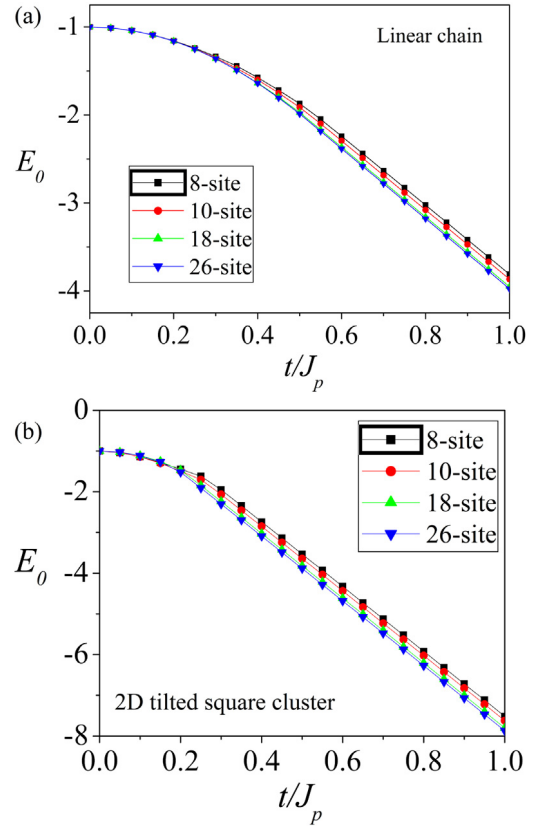 (a)
Linear chain
-1
-2
-3
-4
E₀
8-site
10-site
18-site
26-site
0.0 0.2 0.4 0.6 0.8 1.0
t/Jₚ
(b)
0
-2
-4
-6
-8
E₀
8-site
10-site
18-site
26-site
2D tilted square cluster
0.0 0.2 0.4 0.6 0.8 1.0
t/Jₚ